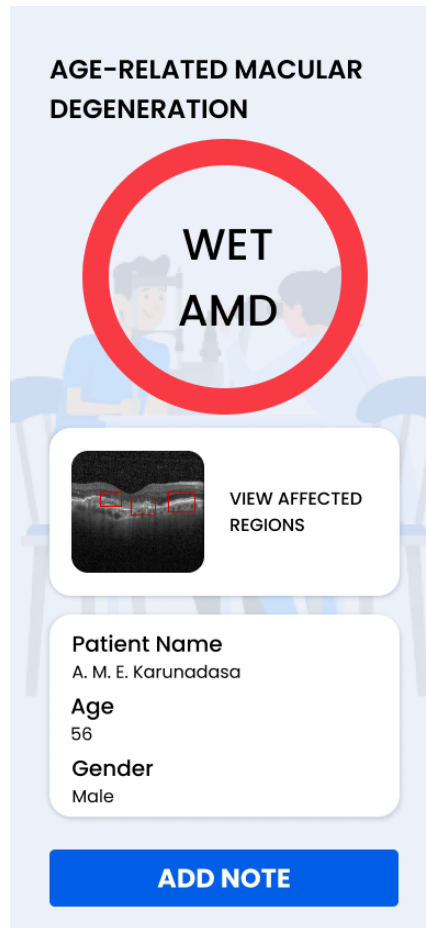 AGE-RELATED MACULAR
DEGENERATION
WET
AMD
VIEW AFFECTED
REGIONS
Patient Name
A. M. E. Karunadasa
Age
56
Gender
Male
ADD NOTE